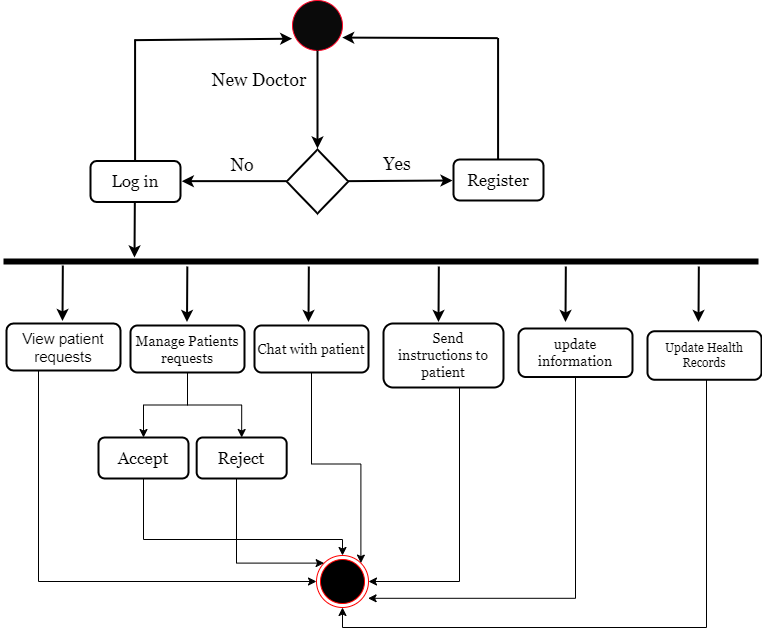 New Doctor
No
Yes
Log in
Register
View patient
requests
Manage Patients
requests
Chat with patient
Send
instructions to
patient
update
information
Update Health
Records
Accept
Reject